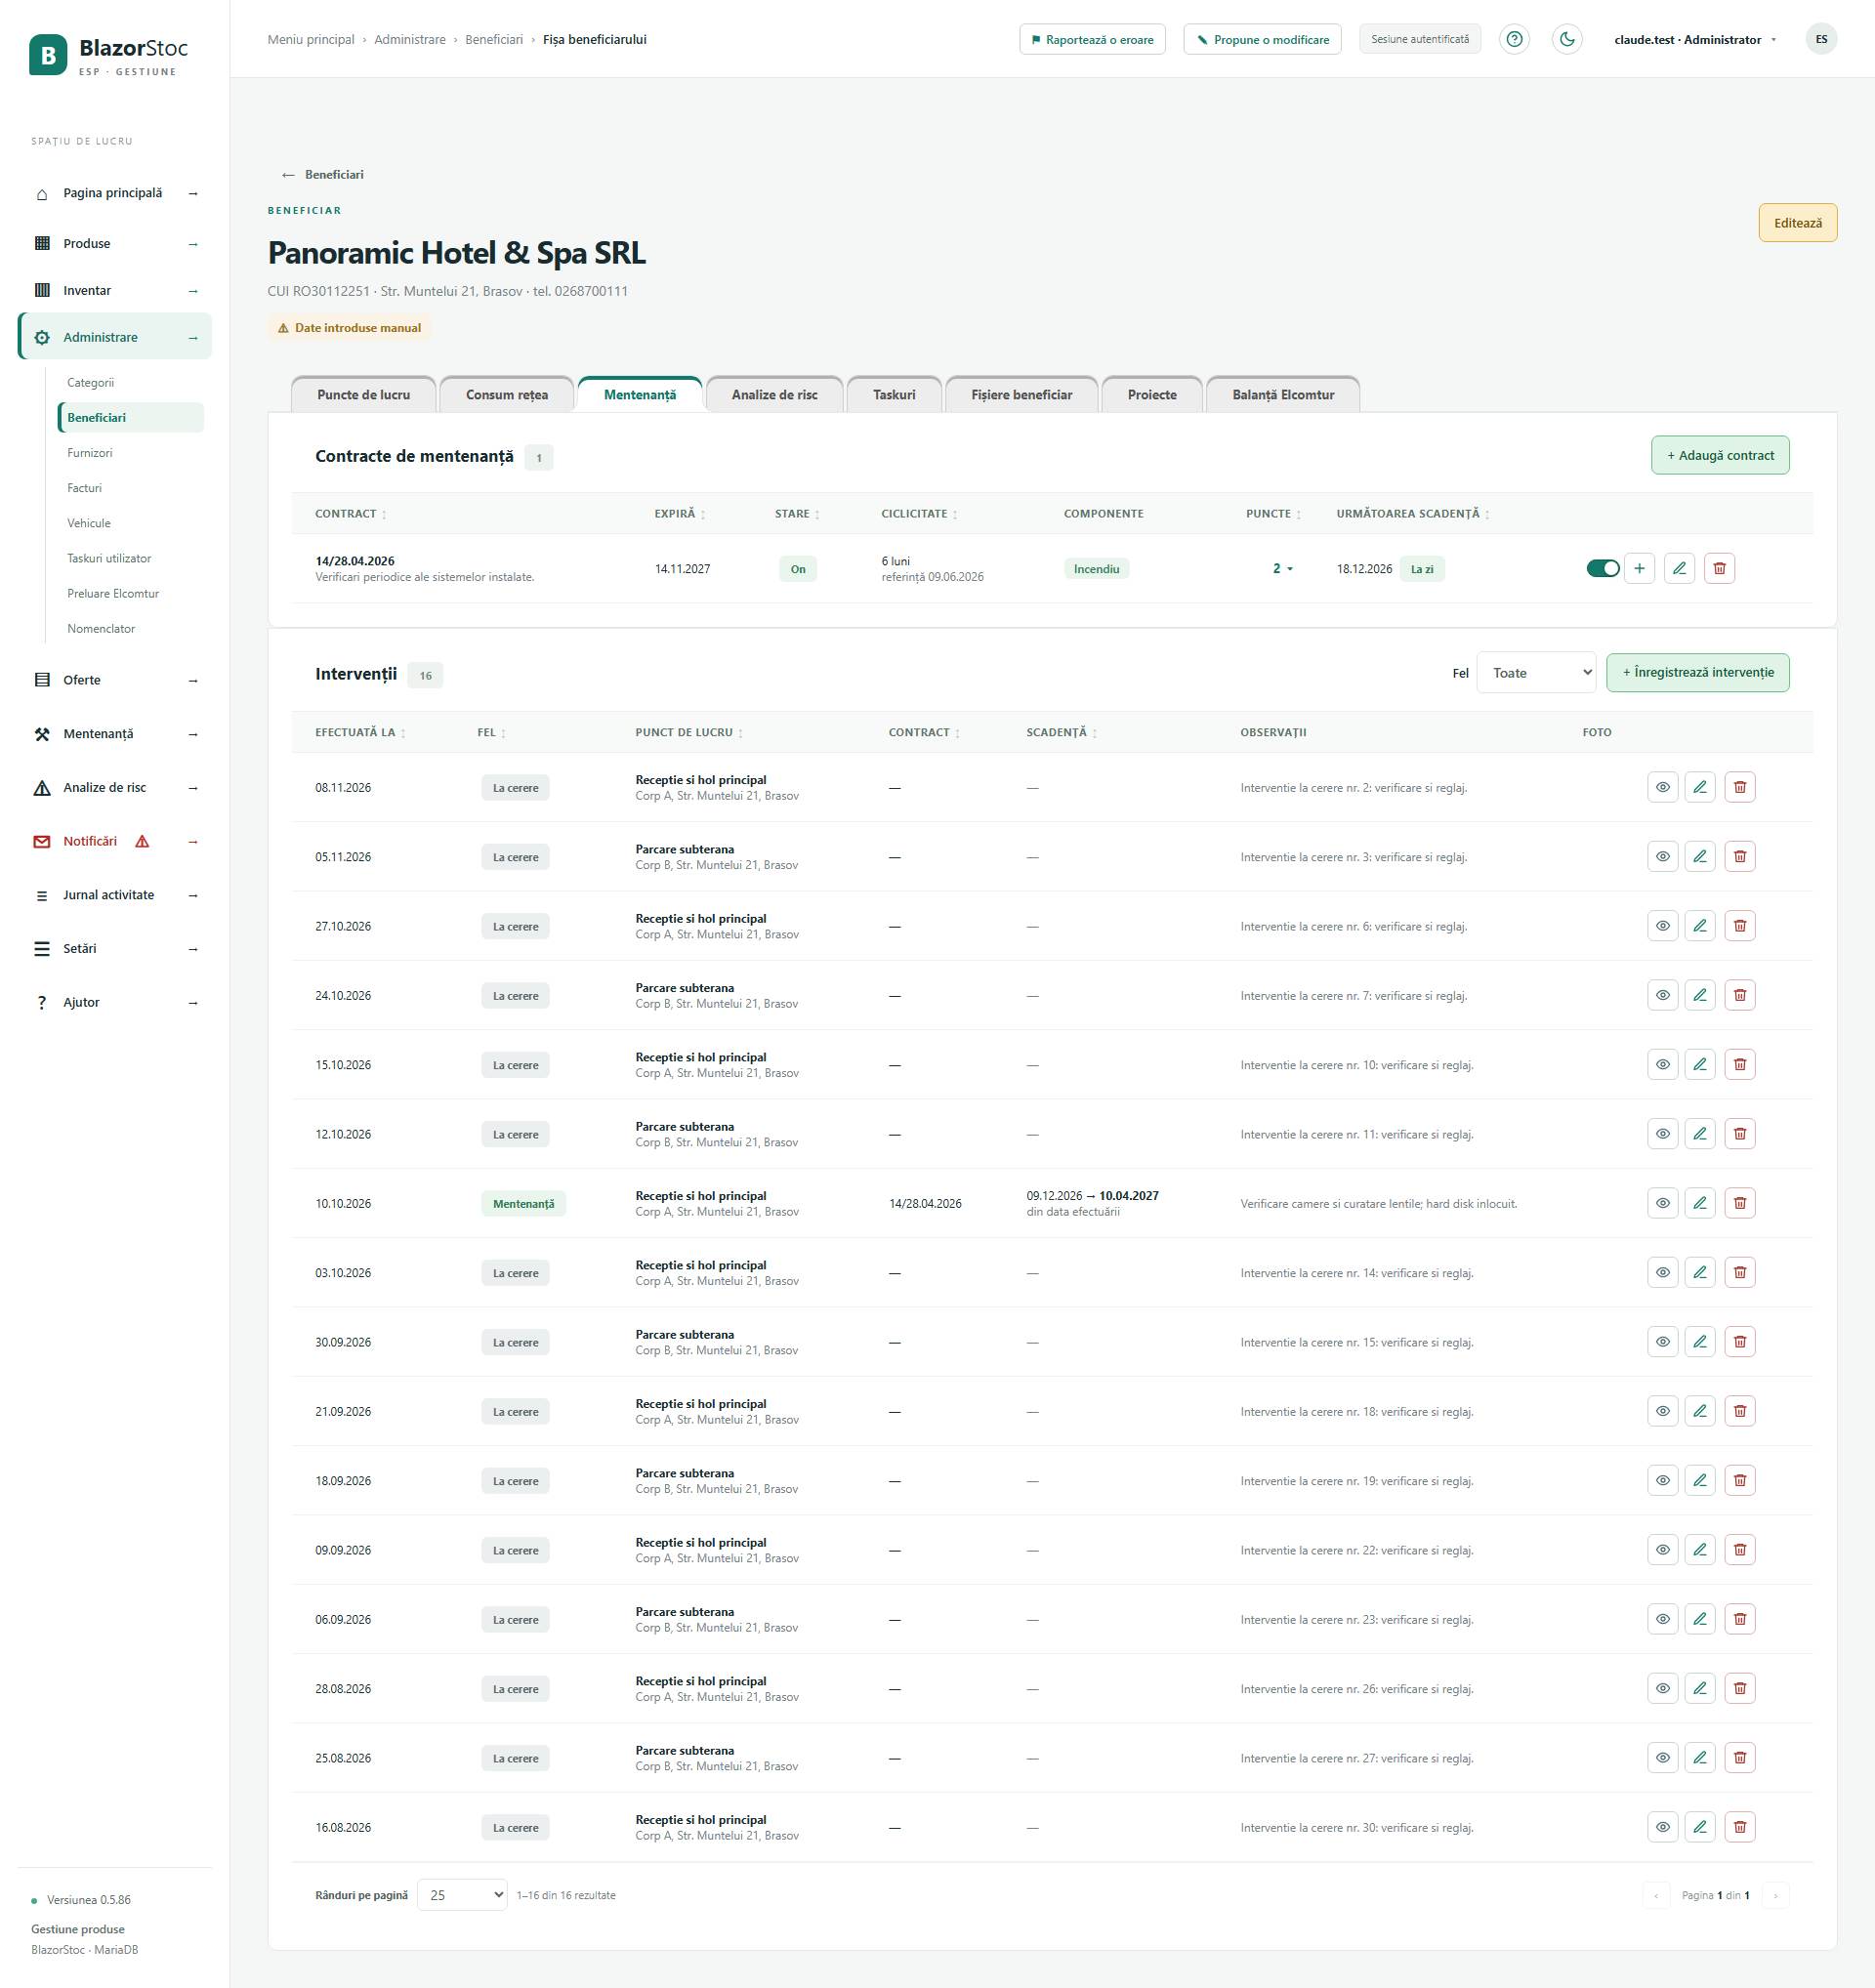 B BlazorStoc
ESP · GESTIUNE
Meniu principal › Administrare › Beneficiari › Fișa beneficiarului
Raportează o eroare
Propune o modificare
Sesiune autentificată
claude.test · Administrator
ES
SPAȚIU DE LUCRU
Pagina principală →
Produse →
Inventar →
Administrare →
Categorii
Beneficiari
Furnizori
Facturi
Vehicule
Taskuri utilizator
Preluare Elcomtur
Nomenclator
Oferte →
Mentenanță →
Analize de risc →
Notificări →
Jurnal activitate →
Setări →
? Ajutor →
Versiunea 0.5.86
Gestiune produse
BlazorStoc · MariaDB
← Beneficiari
BENEFICIAR
Editează
Panoramic Hotel & Spa SRL
CUI RO30112251 · Str. Muntelui 21, Brasov · tel. 0268700111
Date introduse manual
Puncte de lucru Consum rețea Mentenanță Analize de risc Taskuri Fișiere beneficiar Proiecte Balanță Elcomtur
Contracte de mentenanță 1
+ Adaugă contract
CONTRACT EXPIRĂ STARE CICLICITATE COMPONENTE PUNCTE URMĂTOAREA SCADENȚĂ
14/28.04.2026 14.11.2027 On 6 luni Incendiu 2 18.12.2026 La zi
Verificari periodice ale sistemelor instalate. referință 09.06.2026
Intervenții 16
Fel Toate + Înregistrează intervenție
EFECTUATĂ LA FEL PUNCT DE LUCRU CONTRACT SCADENȚĂ OBSERVAȚII FOTO
08.11.2026 La cerere Receptie si hol principal — — Interventie la cerere nr. 2: verificare si reglaj.
Corp A, Str. Muntelui 21, Brasov
05.11.2026 La cerere Parcare subterana — — Interventie la cerere nr. 3: verificare si reglaj.
Corp B, Str. Muntelui 21, Brasov
27.10.2026 La cerere Receptie si hol principal — — Interventie la cerere nr. 6: verificare si reglaj.
Corp A, Str. Muntelui 21, Brasov
24.10.2026 La cerere Parcare subterana — — Interventie la cerere nr. 7: verificare si reglaj.
Corp B, Str. Muntelui 21, Brasov
15.10.2026 La cerere Receptie si hol principal — — Interventie la cerere nr. 10: verificare si reglaj.
Corp A, Str. Muntelui 21, Brasov
12.10.2026 La cerere Parcare subterana — — Interventie la cerere nr. 11: verificare si reglaj.
Corp B, Str. Muntelui 21, Brasov
10.10.2026 Mentenanță Receptie si hol principal 14/28.04.2026 09.12.2026 → 10.04.2027 Verificare camere si curatare lentile; hard disk inlocuit.
Corp A, Str. Muntelui 21, Brasov din data efectuării
03.10.2026 La cerere Receptie si hol principal — — Interventie la cerere nr. 14: verificare si reglaj.
Corp A, Str. Muntelui 21, Brasov
30.09.2026 La cerere Parcare subterana — — Interventie la cerere nr. 15: verificare si reglaj.
Corp B, Str. Muntelui 21, Brasov
21.09.2026 La cerere Receptie si hol principal — — Interventie la cerere nr. 18: verificare si reglaj.
Corp A, Str. Muntelui 21, Brasov
18.09.2026 La cerere Parcare subterana — — Interventie la cerere nr. 19: verificare si reglaj.
Corp B, Str. Muntelui 21, Brasov
09.09.2026 La cerere Receptie si hol principal — — Interventie la cerere nr. 22: verificare si reglaj.
Corp A, Str. Muntelui 21, Brasov
06.09.2026 La cerere Parcare subterana — — Interventie la cerere nr. 23: verificare si reglaj.
Corp B, Str. Muntelui 21, Brasov
28.08.2026 La cerere Receptie si hol principal — — Interventie la cerere nr. 26: verificare si reglaj.
Corp A, Str. Muntelui 21, Brasov
25.08.2026 La cerere Parcare subterana — — Interventie la cerere nr. 27: verificare si reglaj.
Corp B, Str. Muntelui 21, Brasov
16.08.2026 La cerere Receptie si hol principal — — Interventie la cerere nr. 30: verificare si reglaj.
Corp A, Str. Muntelui 21, Brasov
Rânduri pe pagină 25 1–16 din 16 rezultate ‹ Pagina 1 din 1 ›